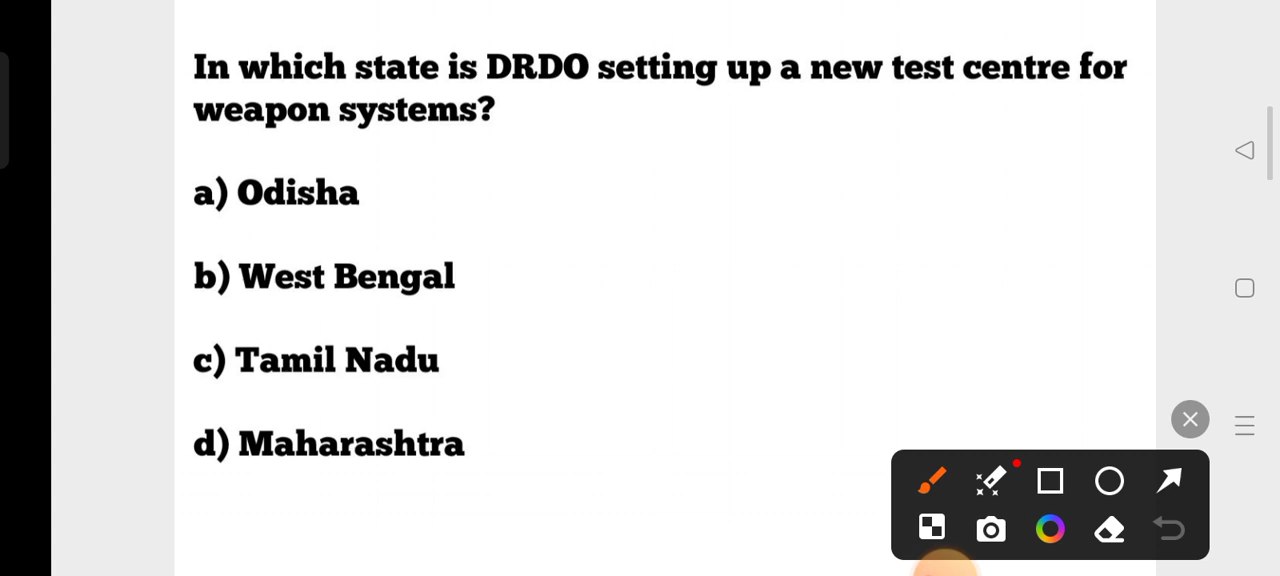 In which state is DRDO setting up a new test centre for
weapon systems?
a) Odisha
b) West Bengal
c) Tamil Nadu
d) Maharashtra